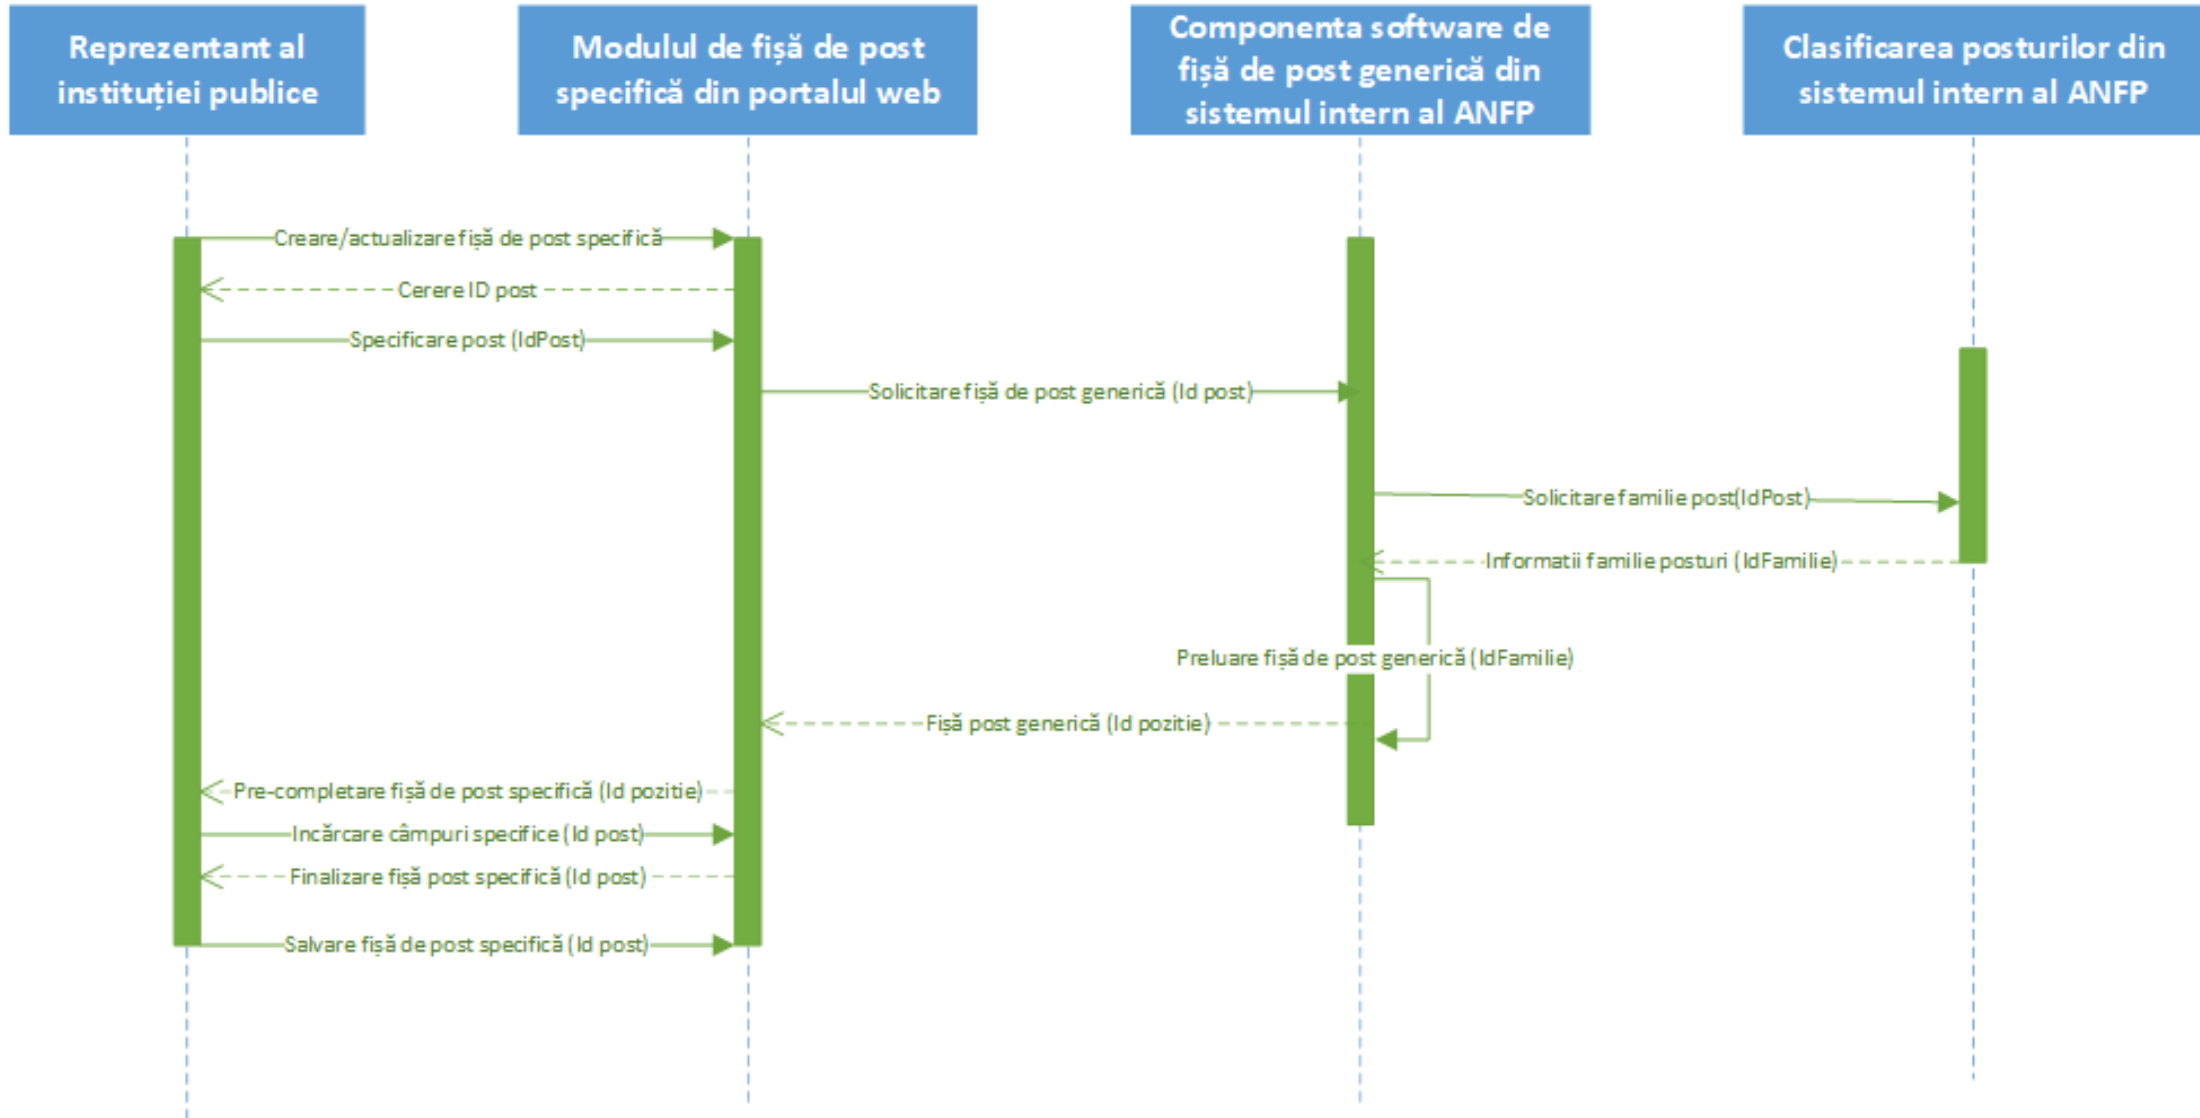 Reprezentant al
instituției publice
Modulul de fișă de post
specifică din portalul web
Componenta software de
fișă de post generică din
sistemul intern al ANFP
Clasificarea posturilor din
sistemul intern al ANFP
Creare/actualizare fișă de post specifică
Cerere ID post
Specificare post (IdPost)
Solicitare fișă de post generică (Id post)
Solicitare familie post(IdPost)
Informatii familie posturi (IdFamilie)
Preluare fișă de post generică (IdFamilie)
Fișă post generică (Id pozitie)
Pre-completare fișă de post specifică (Id pozitie)
Incărcare câmpuri specifice (Id post)
Finalizare fișă post specifică (Id post)
Salvare fișă de post specifică (Id post)